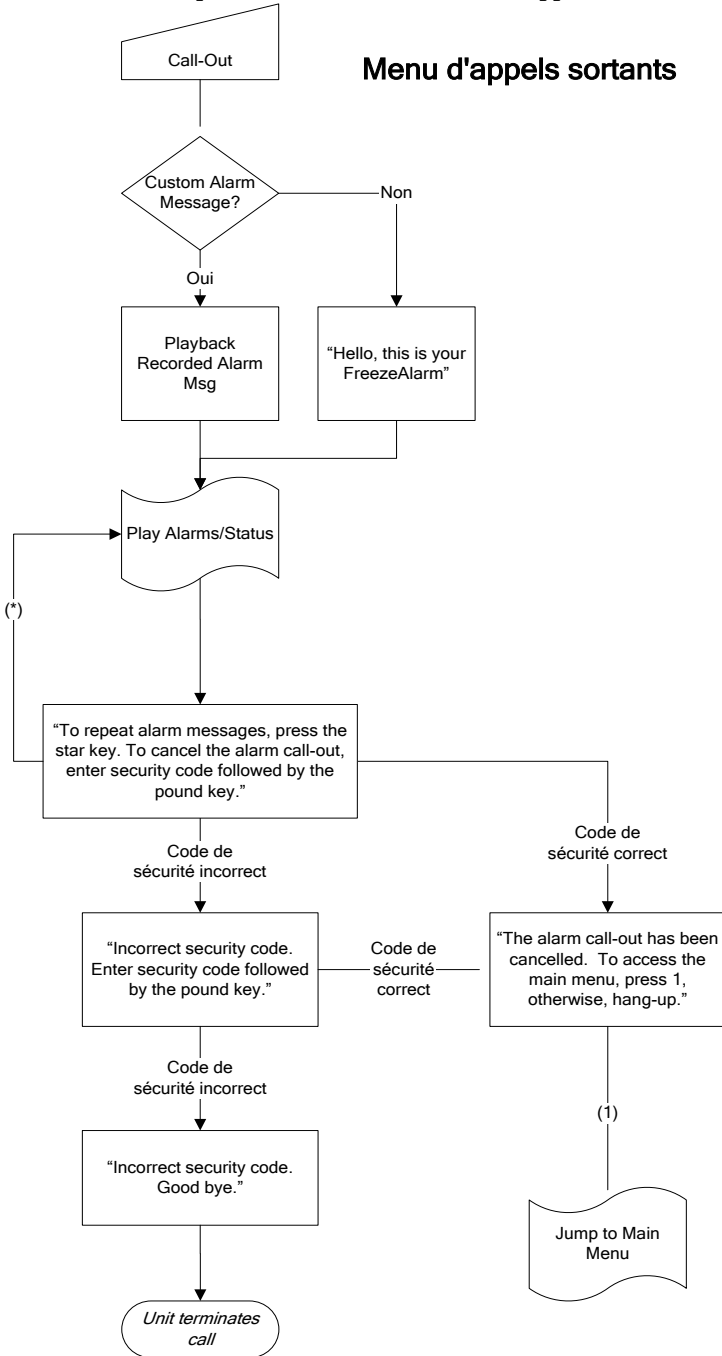 Call-Out
Menu d'appels sortants
Custom Alarm
Message?
Non
Oui
Playback
Recorded Alarm
Msg
“Hello, this is your
FreezeAlarm”
Play Alarms/Status
(*)
“To repeat alarm messages, press the
star key. To cancel the alarm call-out,
enter security code followed by the
pound key.”
Code de
sécurité incorrect
Code de
sécurité correct
“Incorrect security code.
Enter security code followed
by the pound key.”
Code de
sécurité
correct
“The alarm call-out has been
cancelled.  To access the
main menu, press 1,
otherwise, hang-up.”
Code de
sécurité incorrect
(1)
“Incorrect security code.
Good bye.”
Jump to Main
Menu
Unit terminates
call